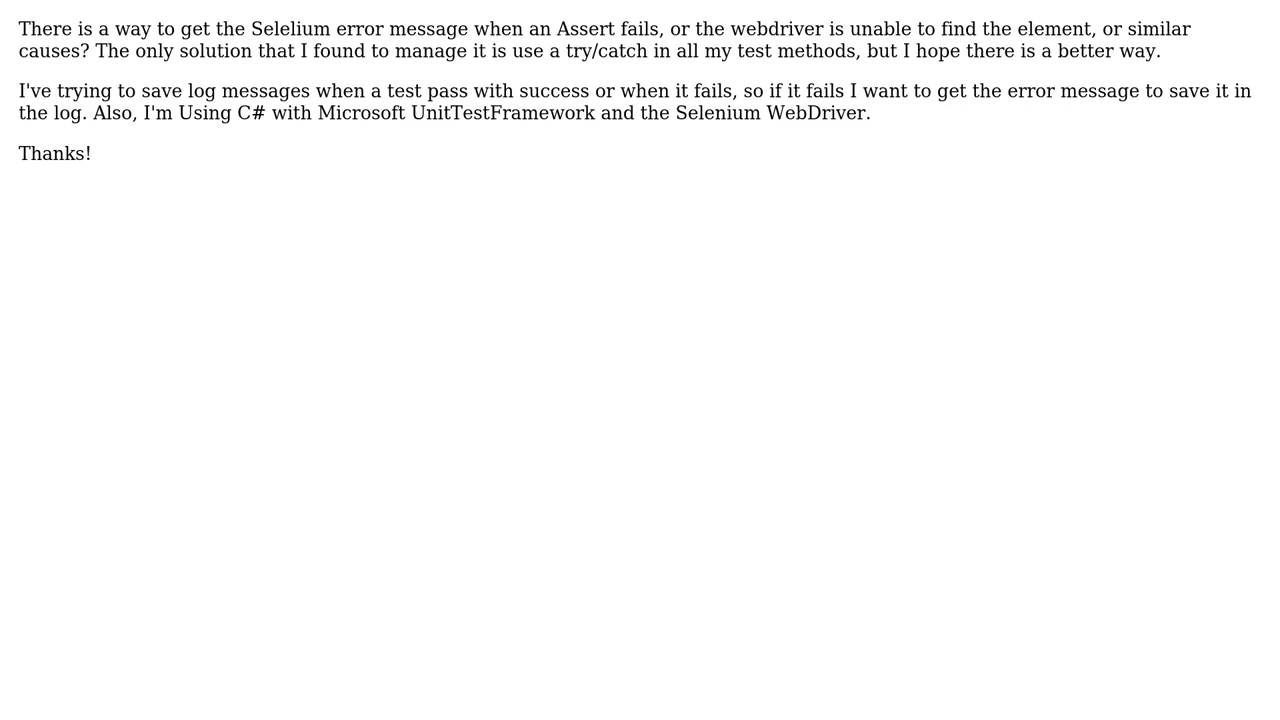 There is a way to get the Selelium error message when an Assert fails, or the webdriver is unable to find the element, or similar
causes? The only solution that I found to manage it is use a try/catch in all my test methods, but I hope there is a better way.
I've trying to save log messages when a test pass with success or when it fails, so if it fails I want to get the error message to save it in
the log. Also, I'm Using C# with Microsoft UnitTestFramework and the Selenium WebDriver.
Thanks!